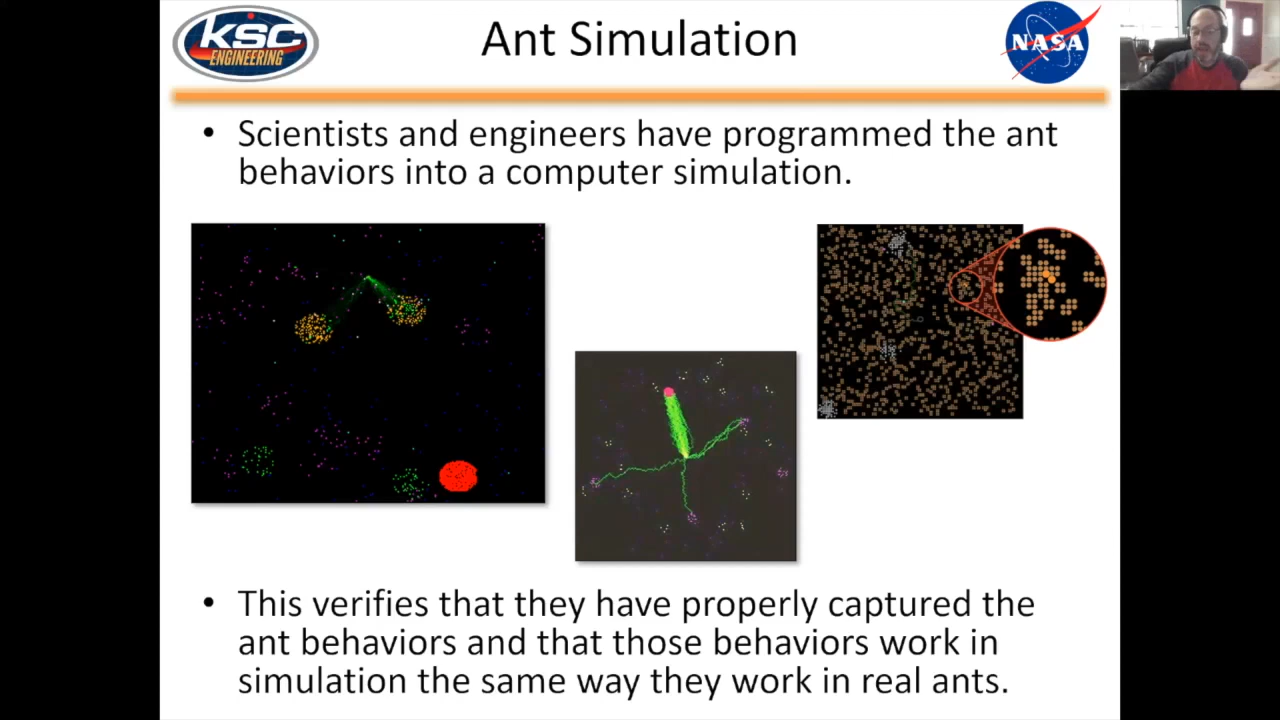 KSC
ENGINEERING
Ant Simulation
NASA
• Scientists and engineers have programmed the ant
behaviors into a computer simulation.
• This verifies that they have properly captured the
ant behaviors and that those behaviors work in
simulation the same way they work in real ants.